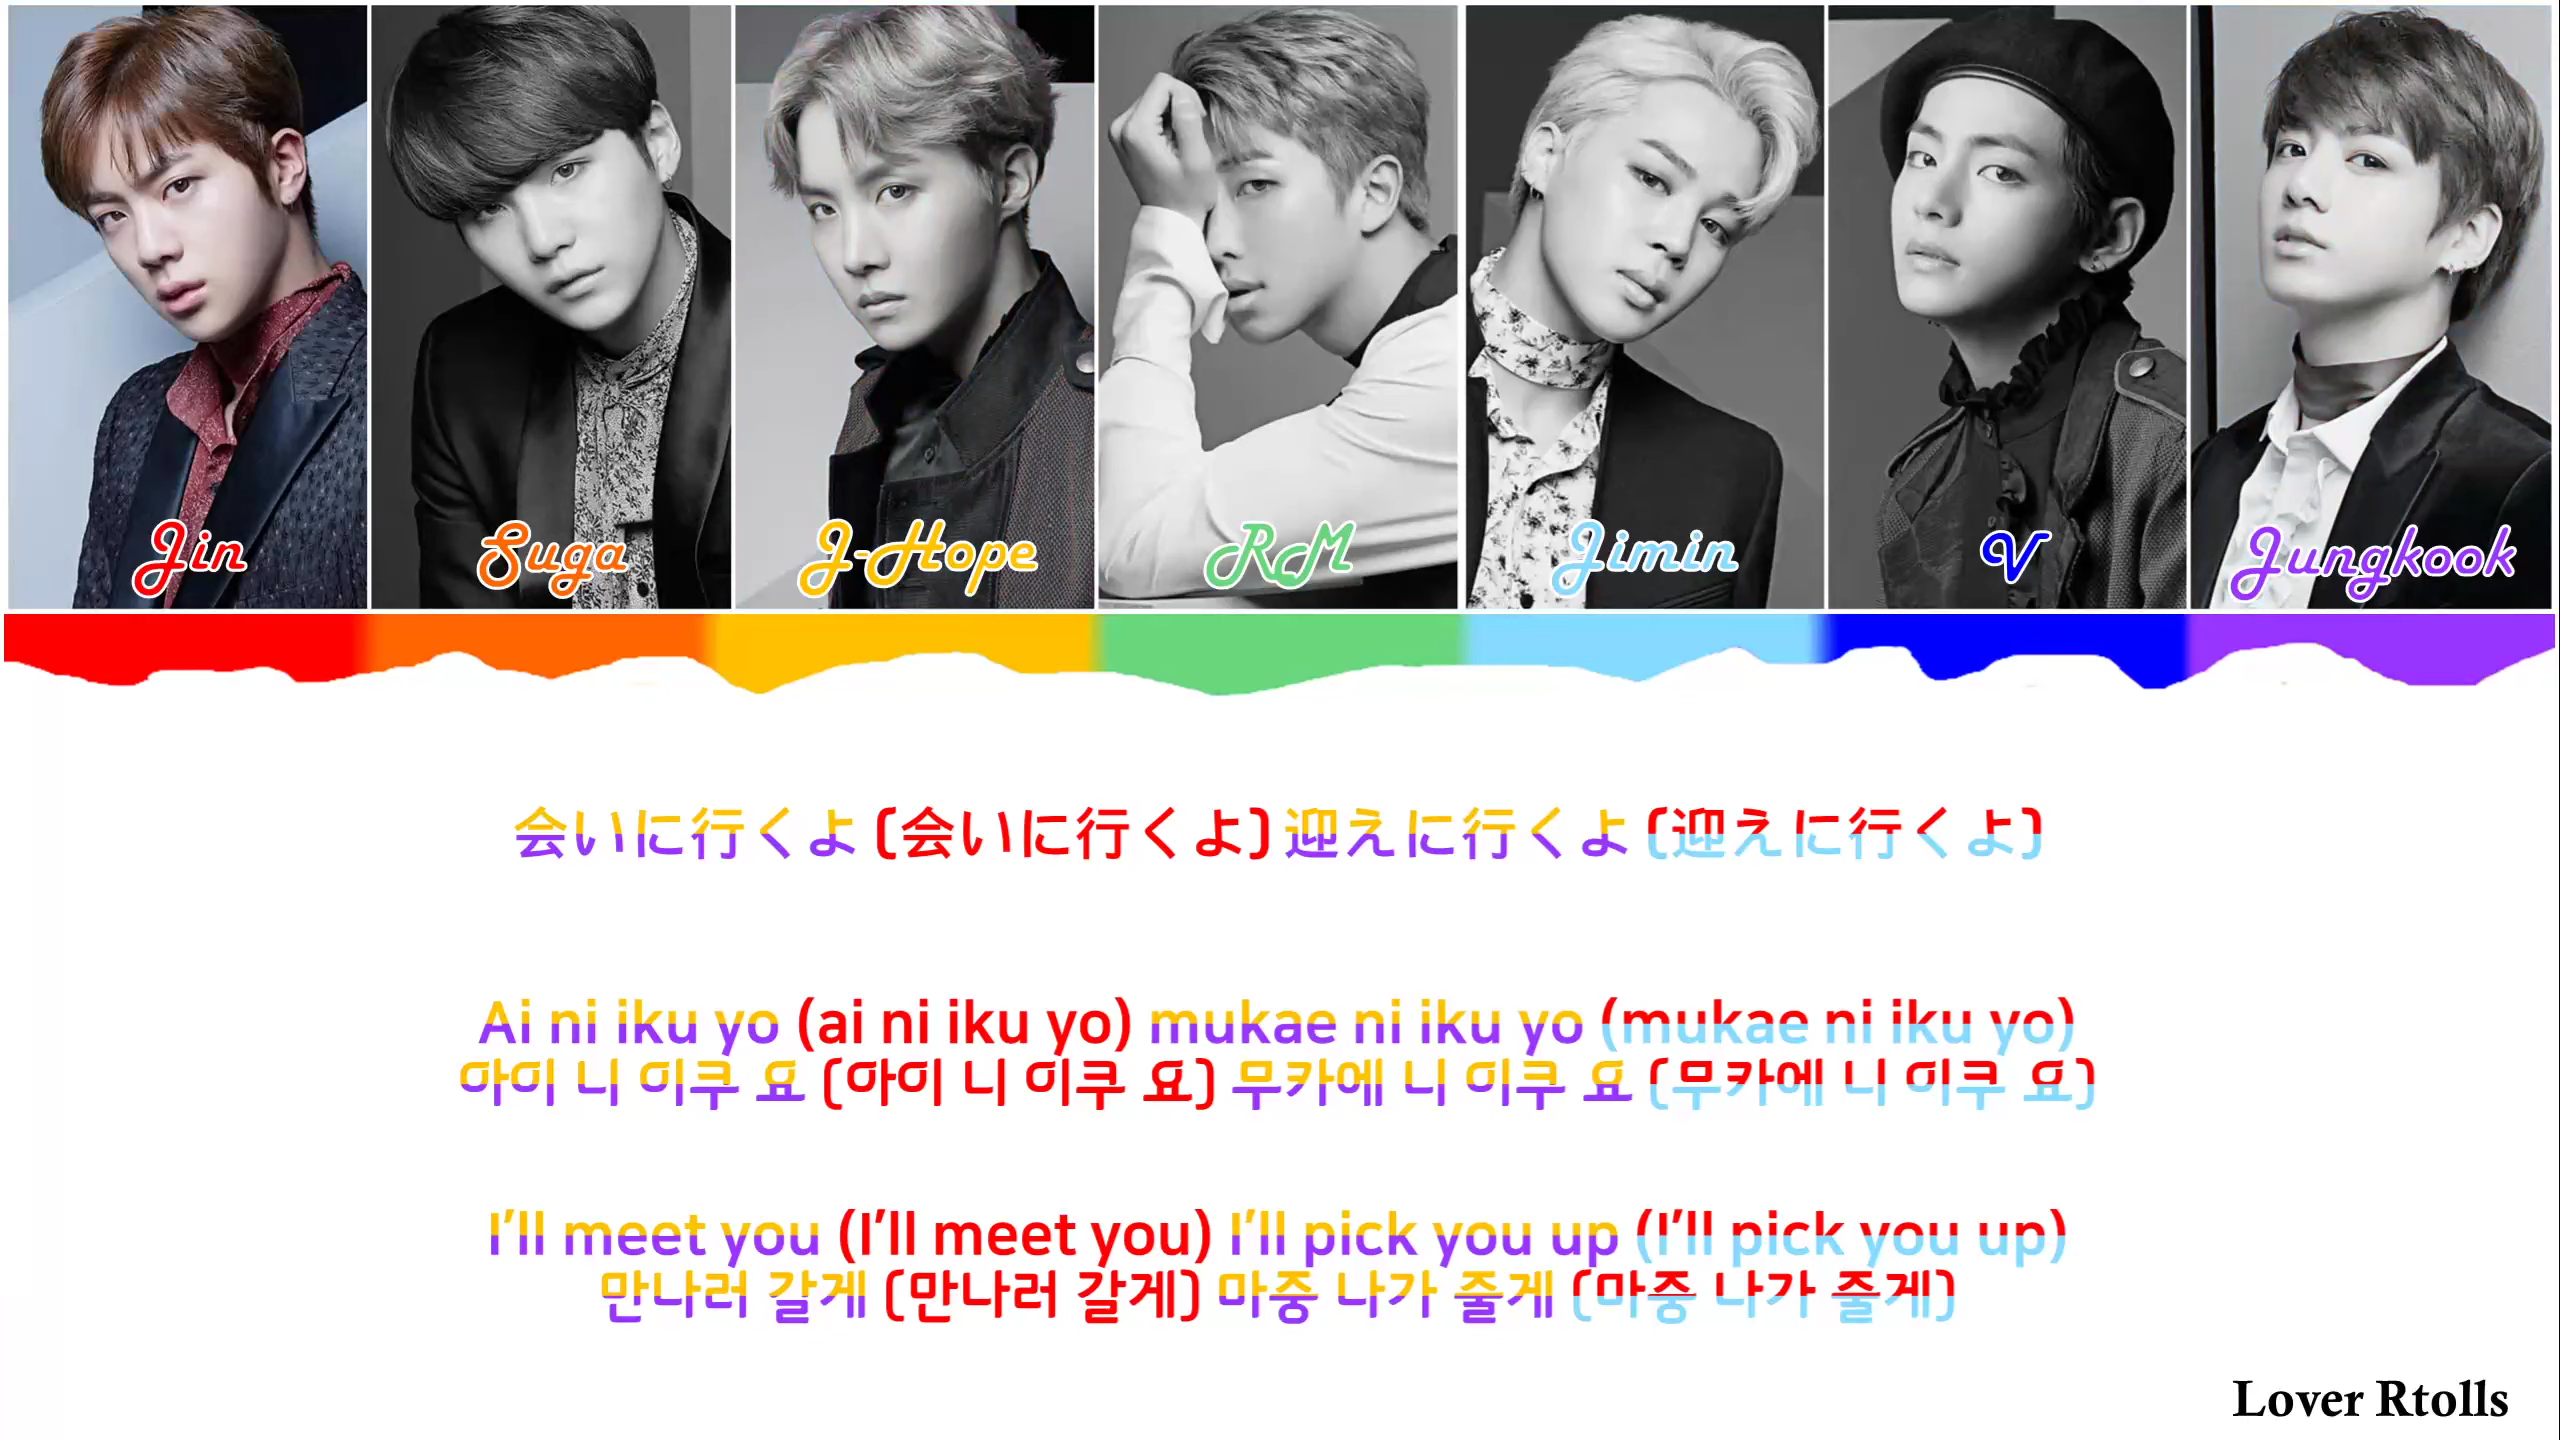 Jin Suga J-Hope RM Jimin V Jungkook
会いに行くよ (会いに行くよ) 迎えに行くよ (迎えに行くよ)
Ai ni iku yo (ai ni iku yo) mukae ni iku yo (mukae ni iku yo)
아이 니 이쿠 요 (아이 니 이쿠 요) 무카에 니 이쿠 요 (무카에 니 이쿠 요)
I'll meet you (I'll meet you) I'll pick you up (I'll pick you up)
만나러 갈게 (만나러 갈게) 마중 나가 줄게 (마중 나가 줄게)
Lover Rtolls